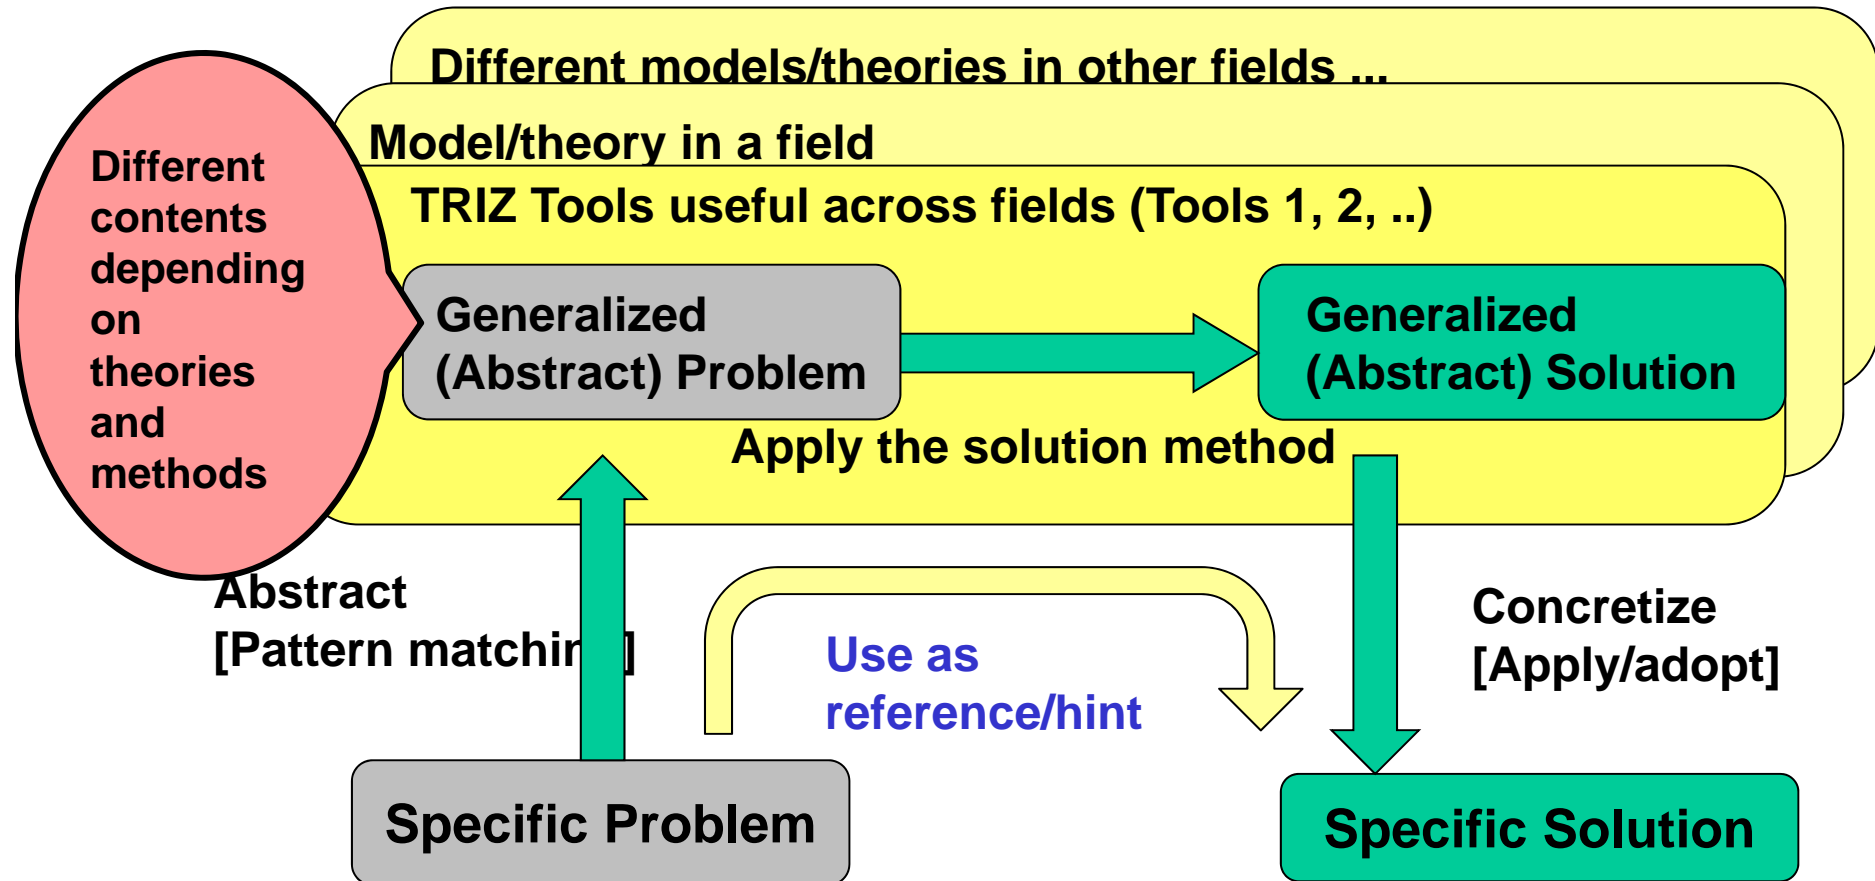 Different models/theories in other fields ...
Model/theory in a field
TRIZ Tools useful across fields (Tools 1, 2, ..)
Different
contents
depending
on
theories
and
methods
Generalized
(Abstract) Problem
Generalized
(Abstract) Solution
Apply the solution method
Abstract
[Pattern matching]
Use as
reference/hint
Concretize
[Apply/adopt]
Specific Problem
Specific Solution